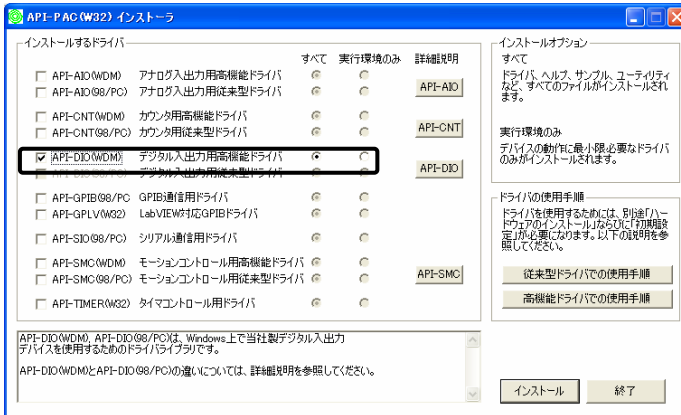 API-PAC(W32) インストーラ
インストールするドライバ
すべて 実行環境のみ 詳細説明
API-AIO(WDM) アナログ入出力用高機能ドライバ
API-AIO(98/PC) アナログ入出力用従来型ドライバ
API-AIO
API-CNT(WDM) カウンタ用高機能ドライバ
API-CNT(98/PC) カウンタ用従来型ドライバ
API-CNT
API-DIO(WDM) デジタル入出力用高機能ドライバ
API-DIO(98/PC) デジタル入出力用従来型ドライバ
API-DIO
API-GPIB(98/PC GPIB通信用ドライバ
API-GPLV(W32) LabVIEW対応GPIBドライバ
API-SIO(98/PC) シリアル通信用ドライバ
API-SMC(WDM) モーションコントロール用高機能ドライバ
API-SMC(98/PC) モーションコントロール用従来型ドライバ
API-SMC
API-TIMER(W32) タイマコントロール用ドライバ
API-DIO(WDM), API-DIO(98/PC)は、Windows上で当社製デジタル入出力
デバイスを使用するためのドライバライブラリです。
API-DIO(WDM)とAPI-DIO(98/PC)の違いについては、詳細説明を参照してください。
インストールオプション
すべて
ドライバ、ヘルプ、サンプル、ユーティリティ
など、すべてのファイルがインストールされ
ます。
実行環境のみ
デバイスの動作に最小限必要なドライバ
のみがインストールされます。
ドライバの使用手順
ドライバを使用するためには、別途「ハー
ドウェアのインストール」ならびに「初期設
定」が必要になります。以下の説明を参
照してください。
従来型ドライバでの使用手順
高機能ドライバでの使用手順
インストール
終了